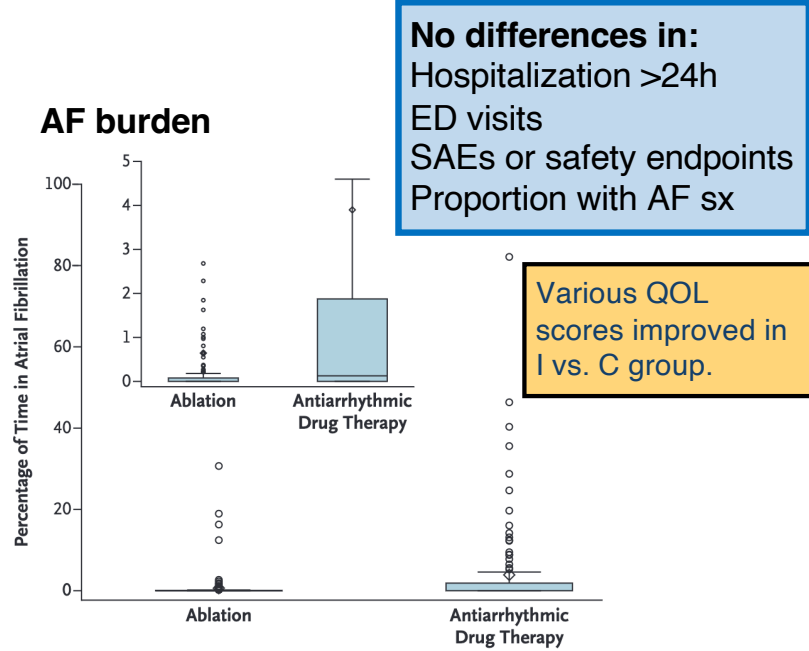 No differences in:
Hospitalization >24h
ED visits
SAEs or safety endpoints
Proportion with AF sx
AF burden
Various QOL
scores improved in
I vs. C group.
Percentage of Time in Atrial Fibrillation
100
80
60
40
20
0
5
4
3
2
1
0
Ablation
Antiarrhythmic
Drug Therapy
Ablation
Antiarrhythmic
Drug Therapy